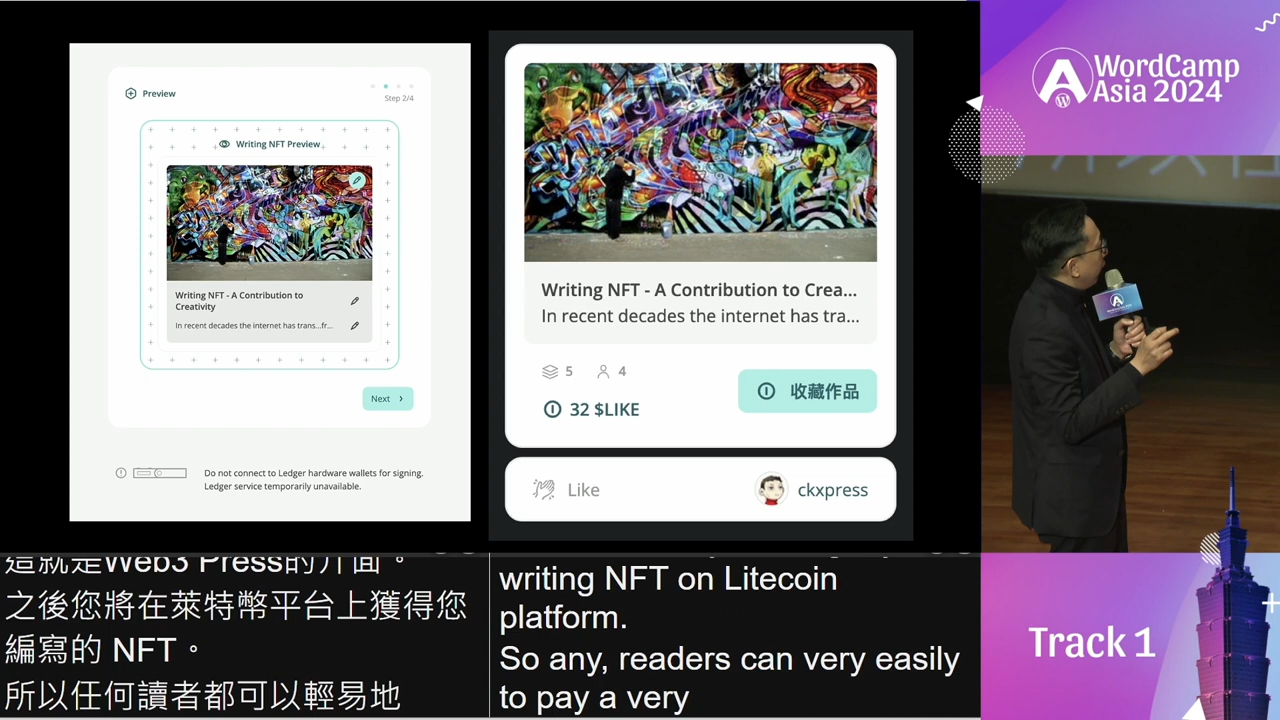 Preview
Step 2/4
Writing NFT Preview
Writing NFT - A Contribution to
Creativity
In recent decades the internet has trans...fr...
Next
Do not connect to Ledger hardware wallets for signing.
Ledger service temporarily unavailable.
Writing NFT - A Contribution to Crea...
In recent decades the internet has tra...
5
4
32 $LIKE
收藏作品
Like
ckxpress
這就是Web3 Press的介面。
之後您將在萊特幣平台上獲得您
編寫的 NFT。
所以任何讀者都可以輕易地
writing NFT on Litecoin
platform.
So any, readers can very easily
to pay a very
WordCamp
Asia 2024
Track 1